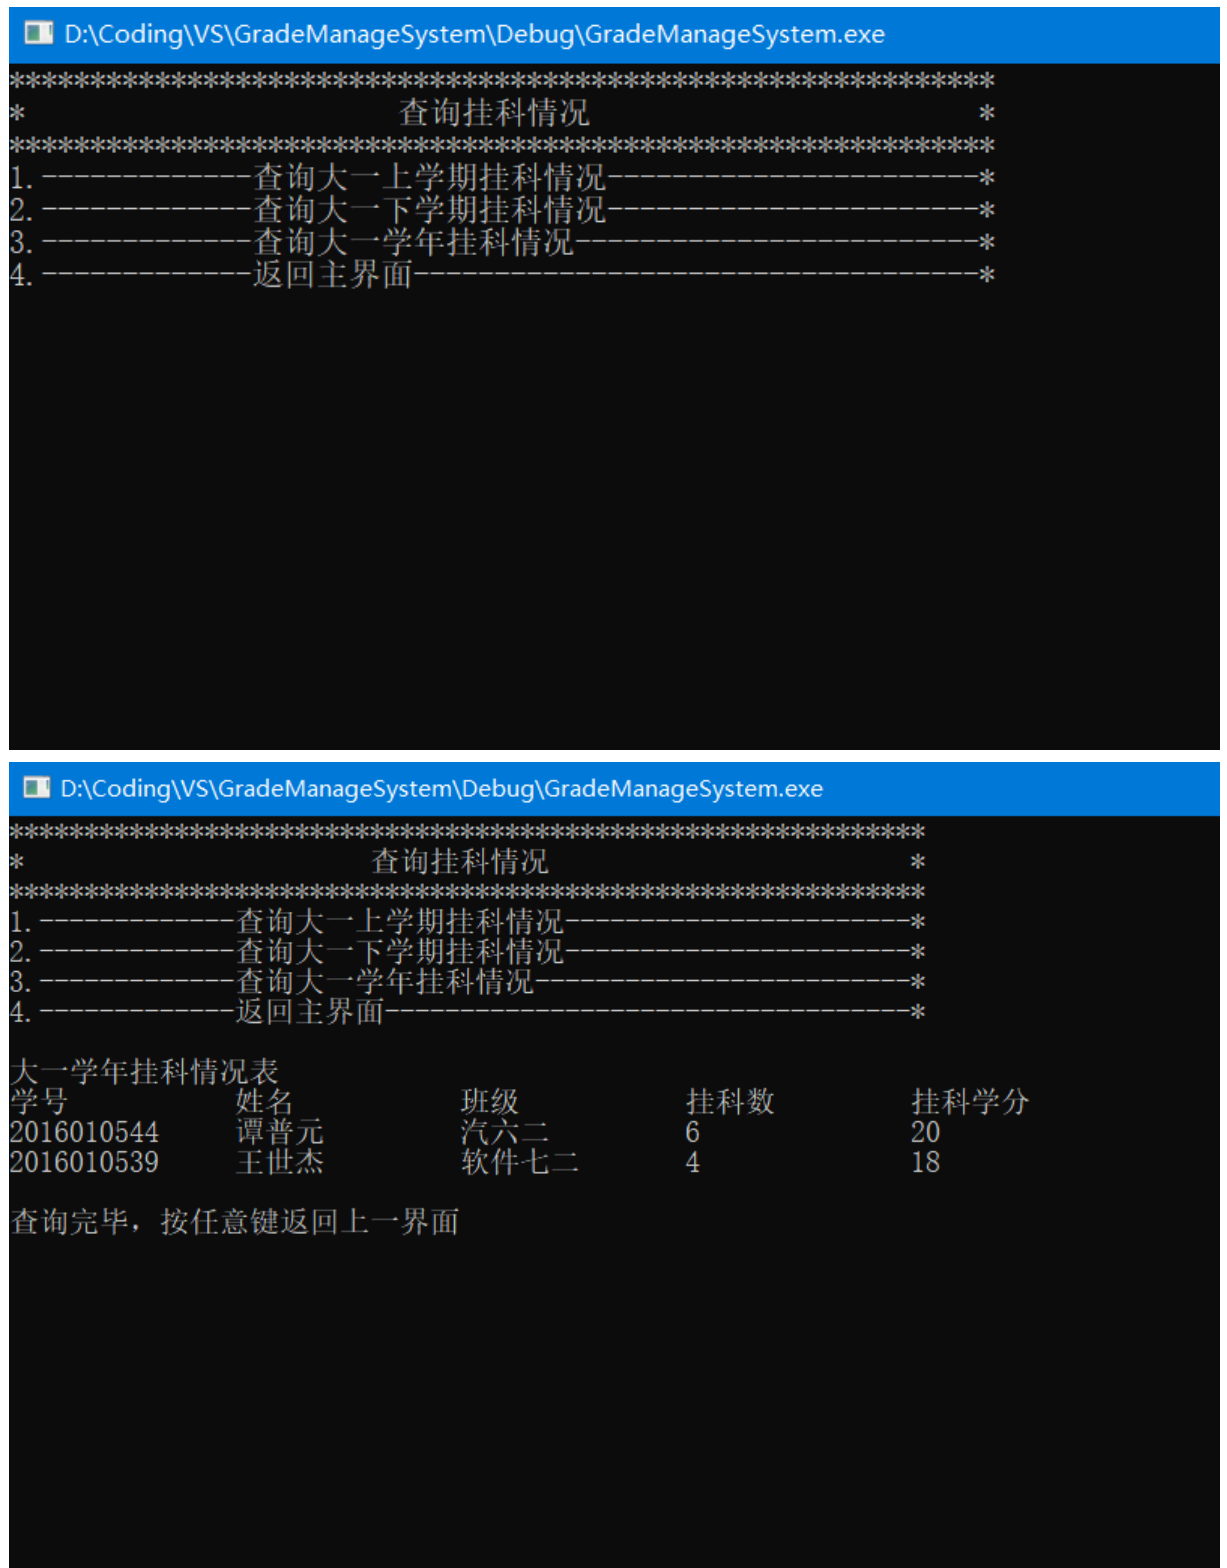 D:\Coding\VS\GradeManageSystem\Debug\GradeManageSystem.exe
*************************************************************
* 查询挂科情况 *
*************************************************************
1.-------------查询大一上学期挂科情况-----------------------*
2.-------------查询大一下学期挂科情况-----------------------*
3.-------------查询大一学年挂科情况-------------------------*
4.-------------返回主界面-----------------------------------*
D:\Coding\VS\GradeManageSystem\Debug\GradeManageSystem.exe
*************************************************************
* 查询挂科情况 *
*************************************************************
1.-------------查询大一上学期挂科情况-----------------------*
2.-------------查询大一下学期挂科情况-----------------------*
3.-------------查询大一学年挂科情况-------------------------*
4.-------------返回主界面-----------------------------------*
大一学年挂科情况表
学号 姓名 班级 挂科数 挂科学分
2016010544 谭普元 汽六二 6 20
2016010539 王世杰 软件七二 4 18
查询完毕，按任意键返回上一界面